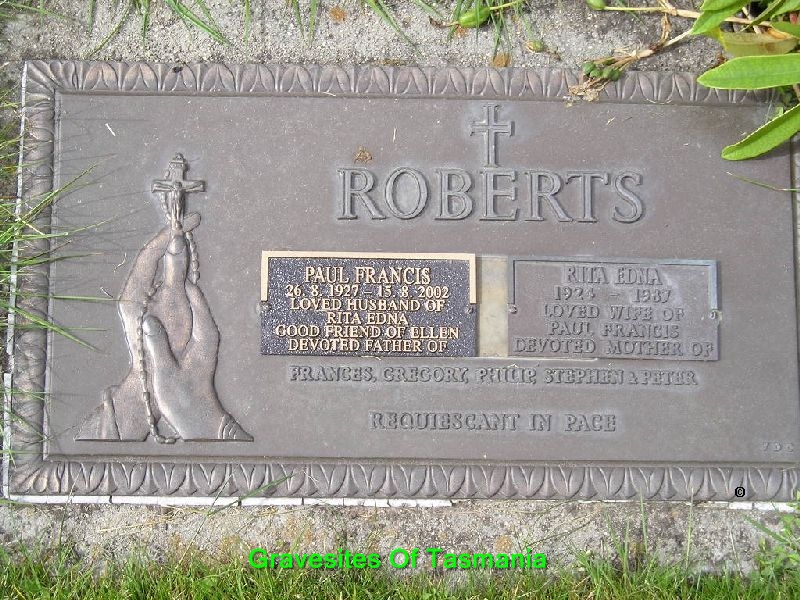 ROBERTS
PAUL FRANCIS
26. 8. 1927 - 15. 8. 2002
LOVED HUSBAND OF
RITA EDNA
GOOD FRIEND OF ELLEN
DEVOTED FATHER OF
RITA EDNA
1924 - 1987
LOVED WIFE OF
PAUL FRANCIS
DEVOTED MOTHER OF
FRANCES, GREGORY, PHILIP, STEPHEN & PETER
REQUIESCANT IN PACE
©
Gravesites Of Tasmania